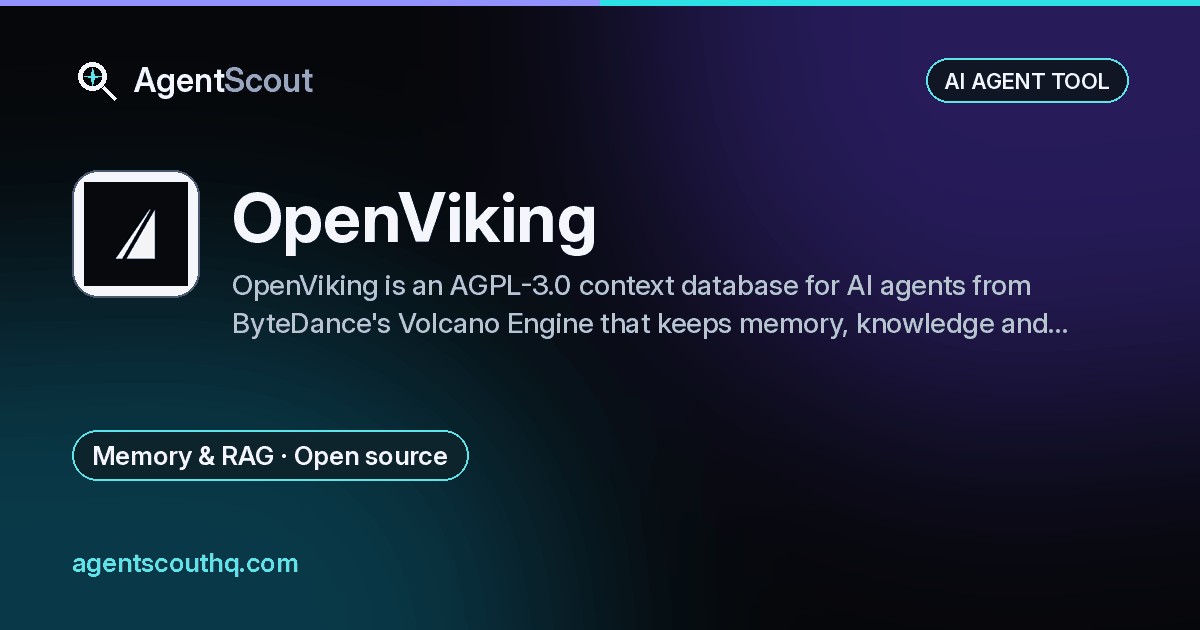 AgentScout
AI AGENT TOOL
OpenViking
OpenViking is an AGPL-3.0 context database for AI agents from
ByteDance's Volcano Engine that keeps memory, knowledge and...
Memory & RAG · Open source
agentscouthq.com